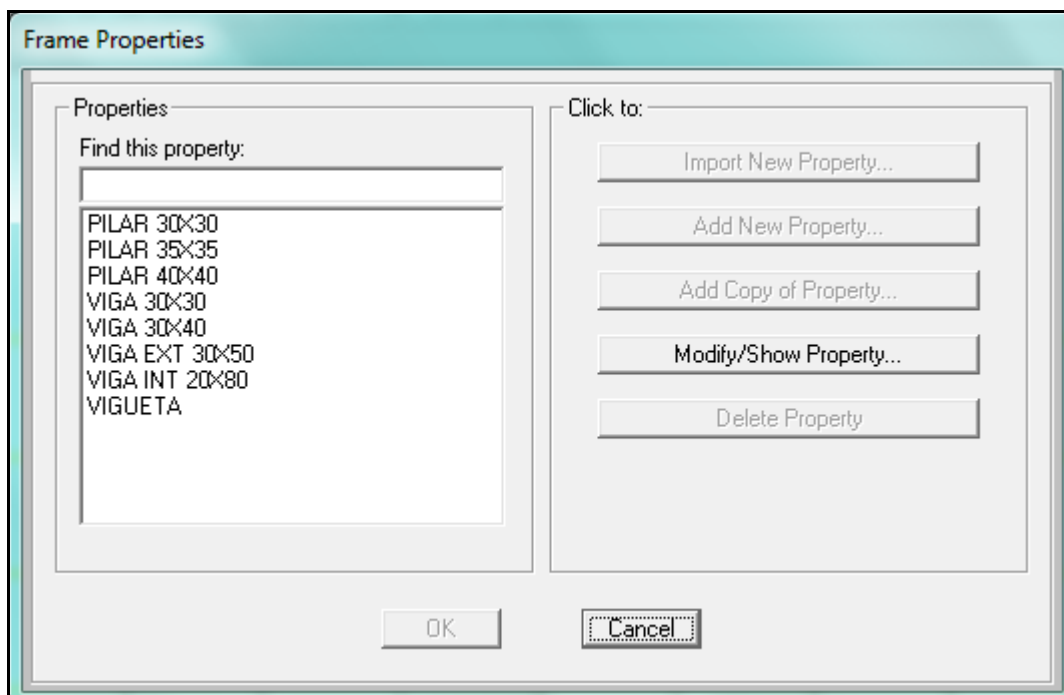 Frame Properties
Properties
Find this property:
PILAR 30X30
PILAR 35X35
PILAR 40X40
VIGA 30X30
VIGA 30X40
VIGA EXT 30X50
VIGA INT 20X80
VIGUETA
Click to:
Import New Property...
Add New Property...
Add Copy of Property...
Modify/Show Property...
Delete Property
OK
Cancel